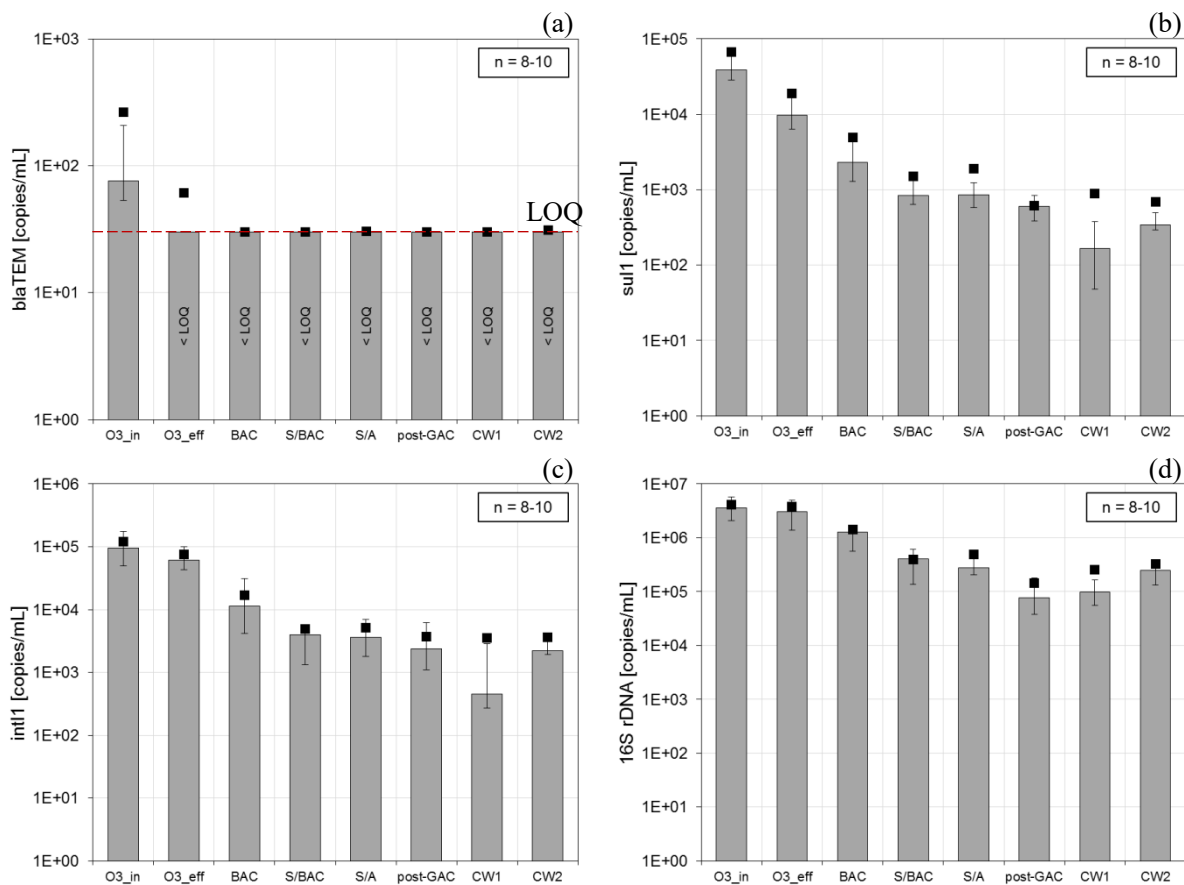 (a)
1E+03
n = 8-10
1E+02
LOQ
blaTEM [copies/mL]
1E+01
< LOQ
< LOQ
< LOQ
< LOQ
< LOQ
< LOQ
< LOQ
1E+00
O3_in O3_eff BAC S/BAC S/A post-GAC CW1 CW2
(b)
1E+05
n = 8-10
1E+04
1E+03
sul1 [copies/mL]
1E+02
1E+01
1E+00
O3_in O3_eff BAC S/BAC S/A post-GAC CW1 CW2
(c)
1E+06
n = 8-10
1E+05
1E+04
intI1 [copies/mL]
1E+03
1E+02
1E+01
1E+00
O3_in O3_eff BAC S/BAC S/A post-GAC CW1 CW2
(d)
1E+07
n = 8-10
1E+06
1E+05
16S rDNA [copies/mL]
1E+04
1E+03
1E+02
1E+01
1E+00
O3_in O3_eff BAC S/BAC S/A post-GAC CW1 CW2